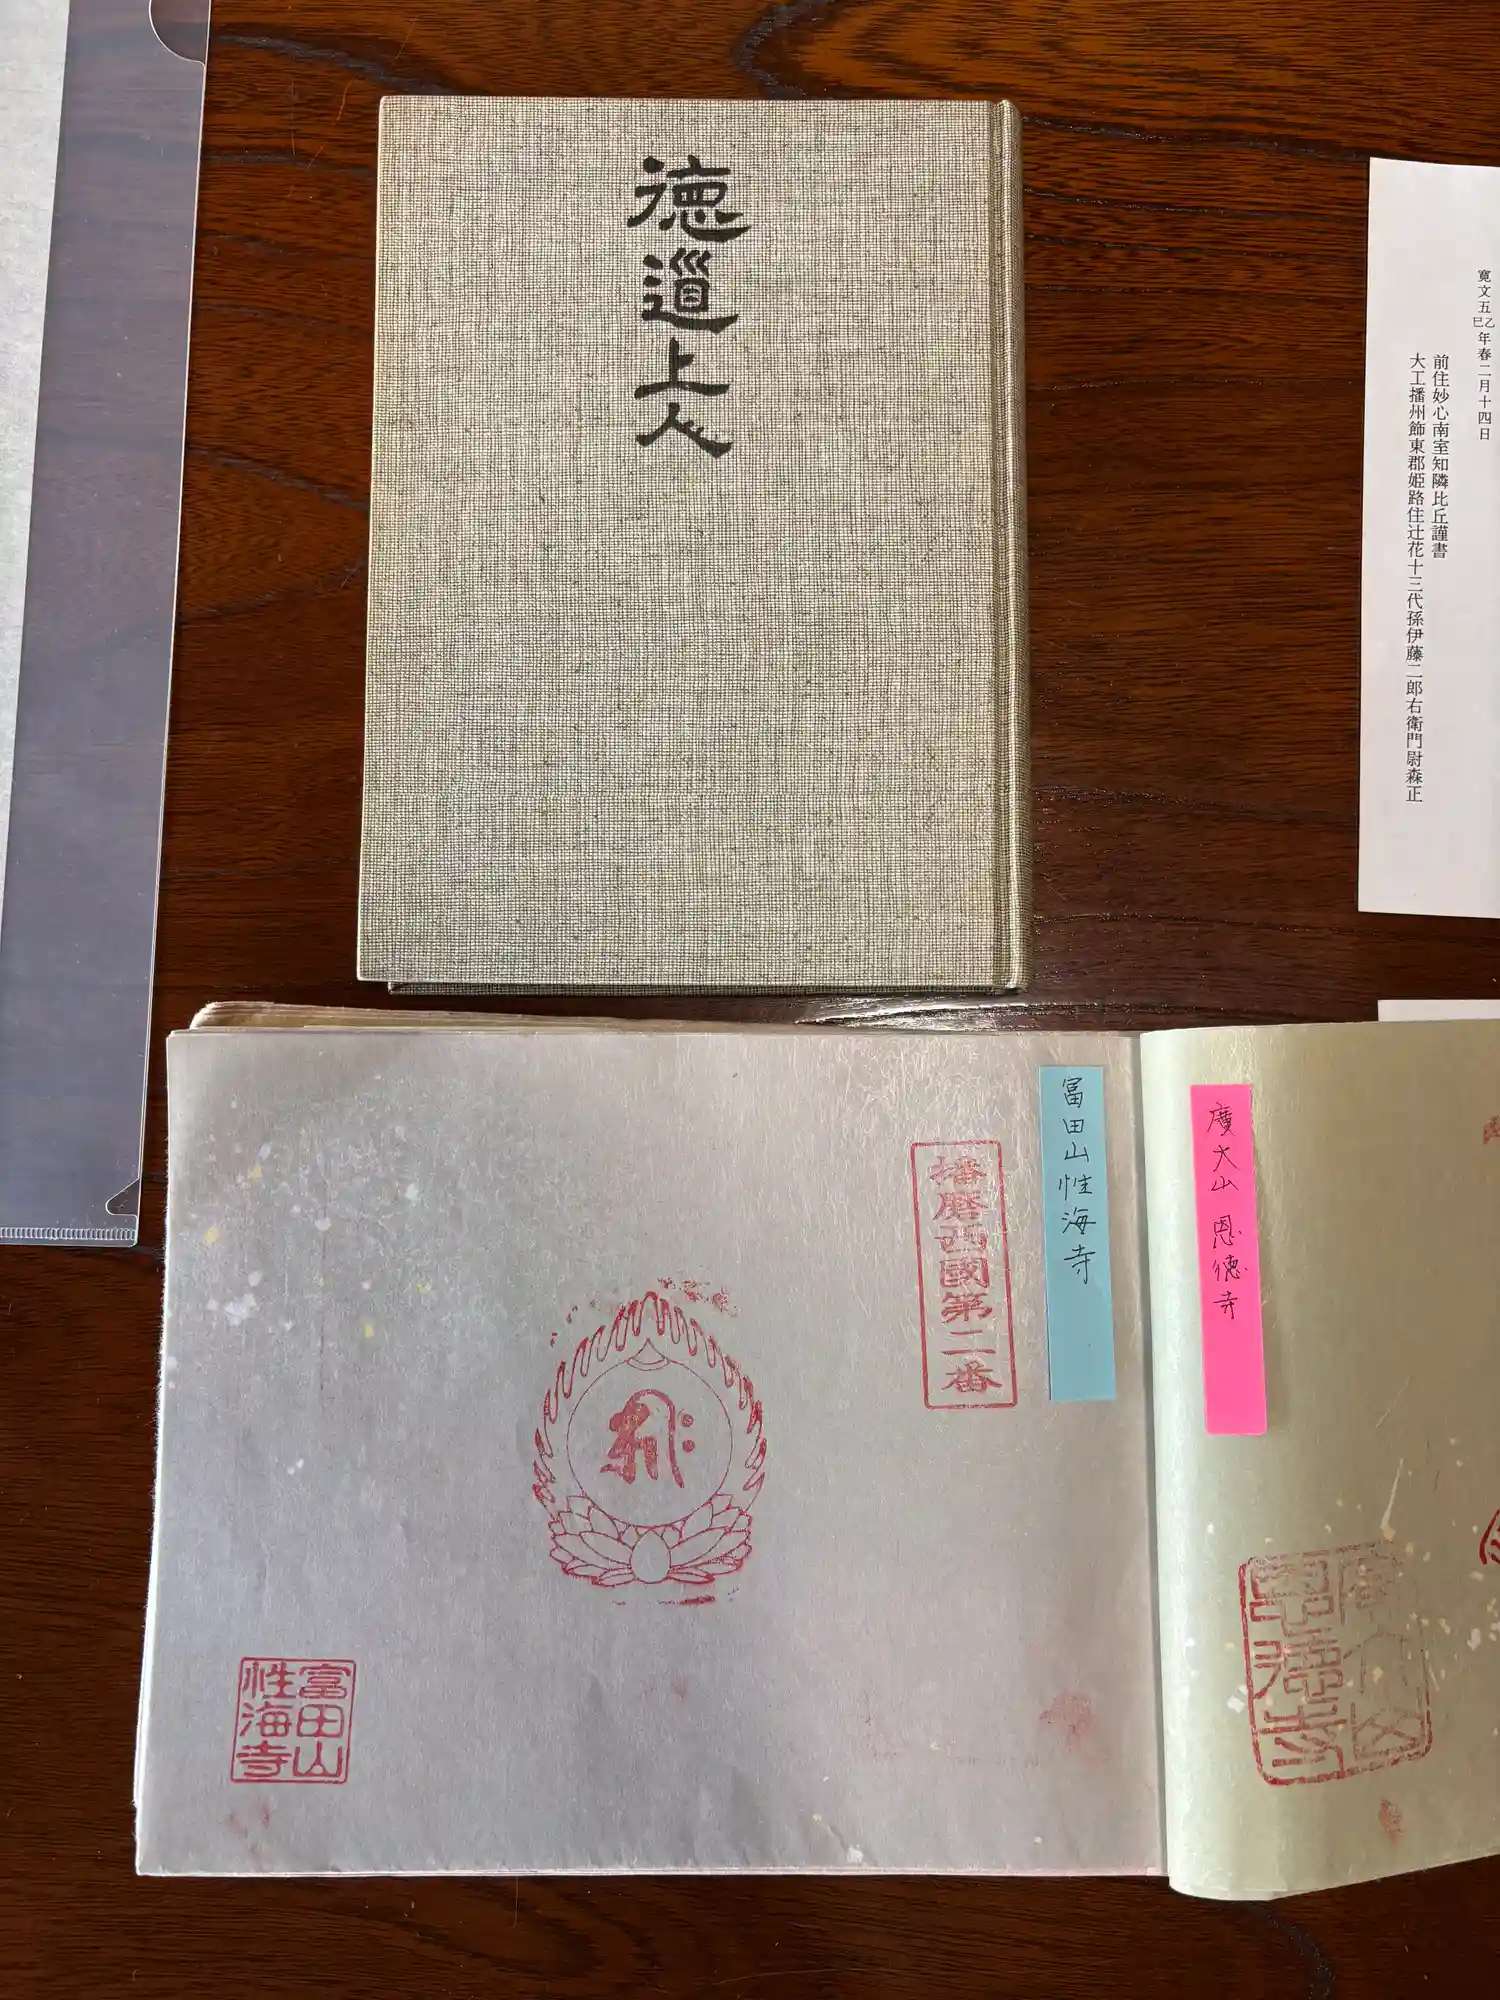 徳道上人
寛文五乙巳年春二月十四日
前住妙心南室知隣比丘謹書
大工播州飾東郡姫路住辻花十三代孫伊藤二郎右衛門尉森正
廣大山 恩徳寺
富田山性海寺
播磨西國第二番
富田山
性海寺